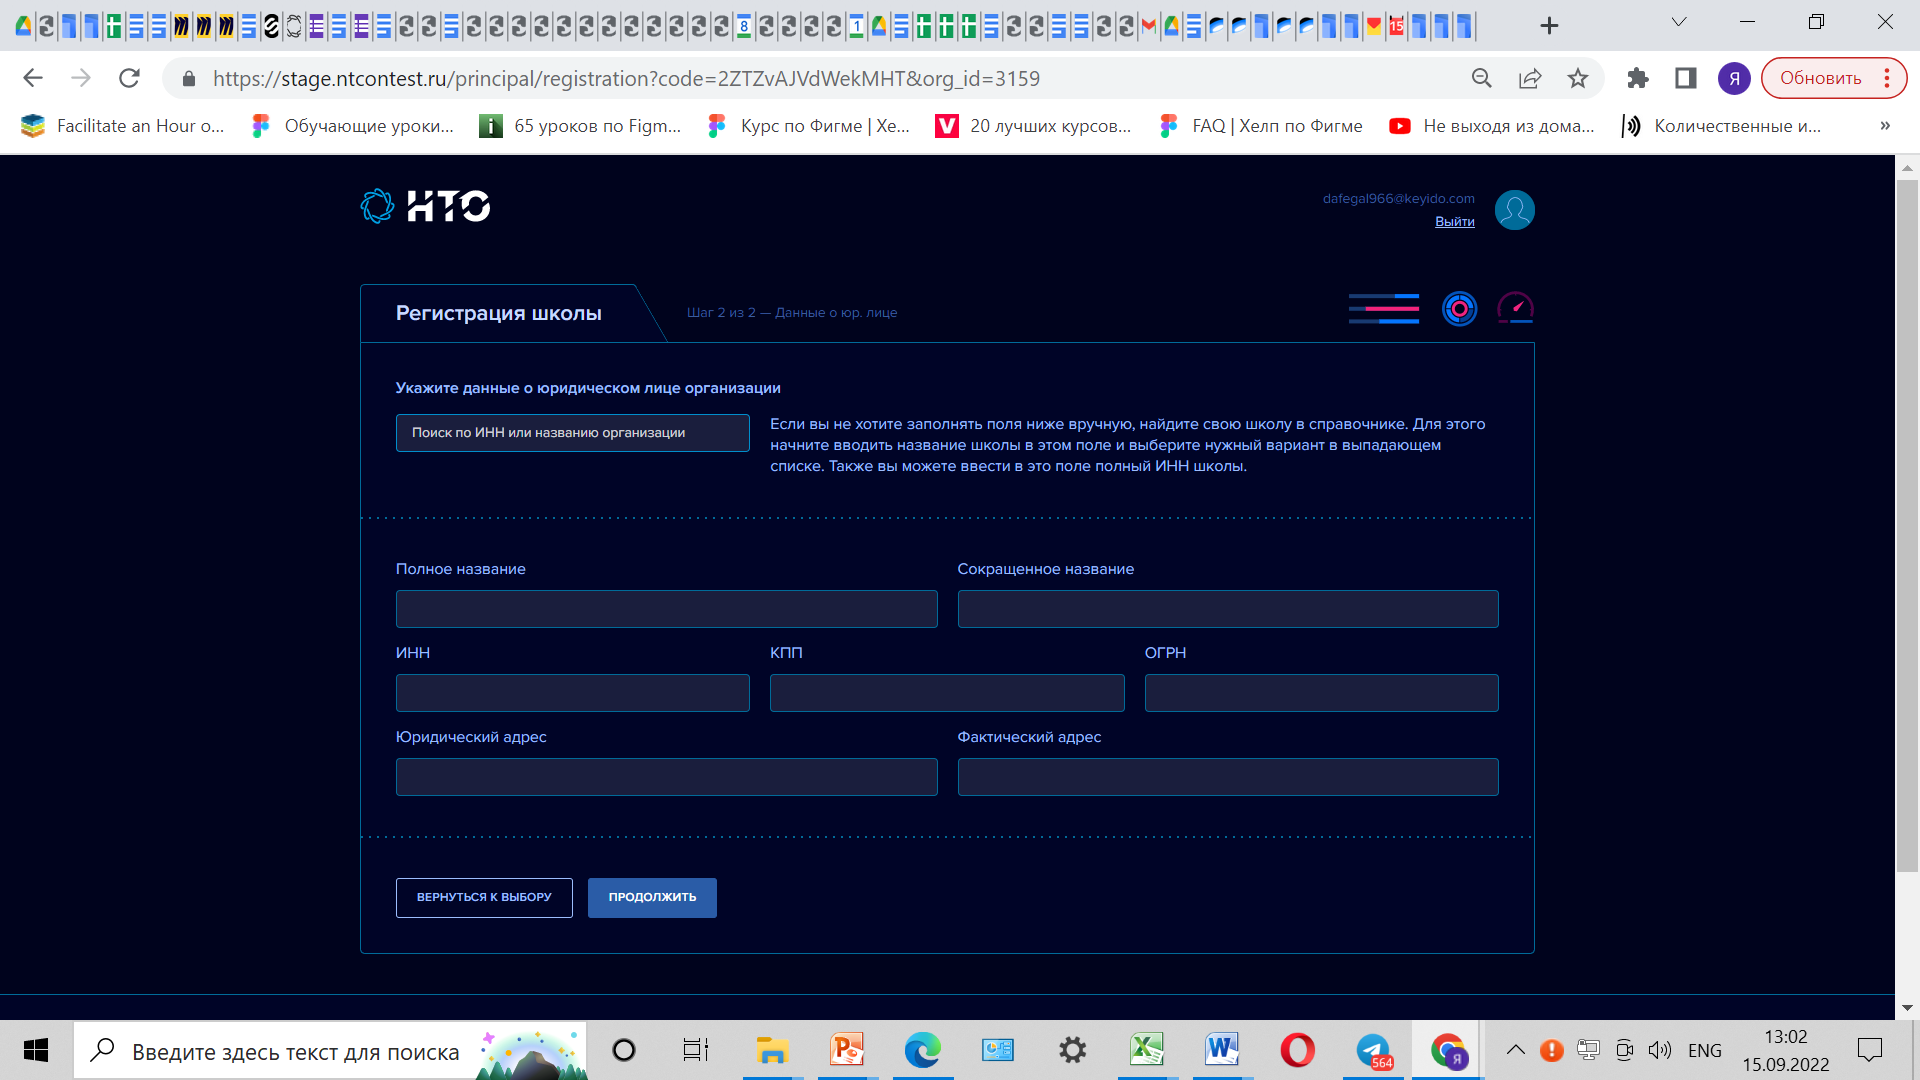 8
1
15
https://stage.ntcontest.ru/principal/registration?code=2ZTZvAJVdWekMHT&org_id=3159
Я
Обновить
Facilitate an Hour o...
Обучающие уроки...
65 уроков по Figm...
Курс по Фигме | Хе...
20 лучших курсов...
FAQ | Хелп по Фигме
Не выходя из дома...
Количественные и...
»
НТО
dafegal966@keyido.com
Выйти
Регистрация школы
Шаг 2 из 2 — Данные о юр. лице
Укажите данные о юридическом лице организации
Поиск по ИНН или названию организации
Если вы не хотите заполнять поля ниже вручную, найдите свою школу в справочнике. Для этого
начните вводить название школы в этом поле и выберите нужный вариант в выпадающем
списке. Также вы можете ввести в это поле полный ИНН школы.
Полное название
Сокращенное название
ИНН
КПП
ОГРН
Юридический адрес
Фактический адрес
ВЕРНУТЬСЯ К ВЫБОРУ
ПРОДОЛЖИТЬ
Введите здесь текст для поиска
564
Я
ENG
13:02
15.09.2022